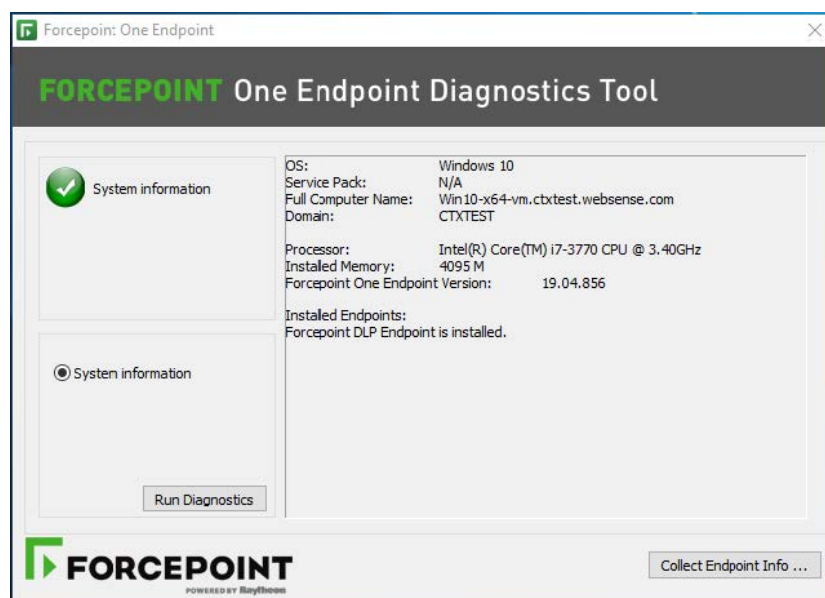 Forcepoin: One Endpoint
FORCEPOINT One Endpoint Diagnostics Tool
System information
OS: Windows 10
Service Pack: N/A
Full Computer Name: Win10-x64-vm.ctxtest.websense.com
Domain: CTXTEST
Processor: Intel(R) Core(TM) i7-3770 CPU @ 3.40GHz
Installed Memory: 4095 M
Forcepoint One Endpoint Version: 19.04.856
Installed Endpoints:
Forcepoint DLP Endpoint is installed.
System information
Run Diagnostics
FORCEPOINT
POWERED BY Raytheon
Collect Endpoint Info ...